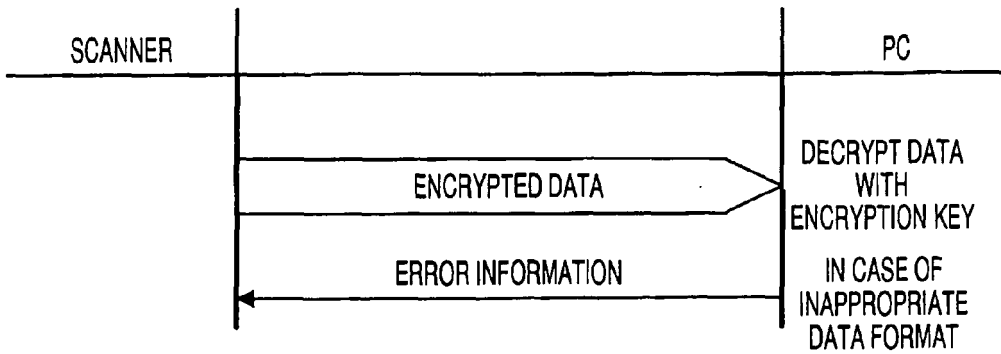 SCANNER
PC
ENCRYPTED DATA
DECRYPT DATA
WITH
ENCRYPTION KEY
ERROR INFORMATION
IN CASE OF
INAPPROPRIATE
DATA FORMAT